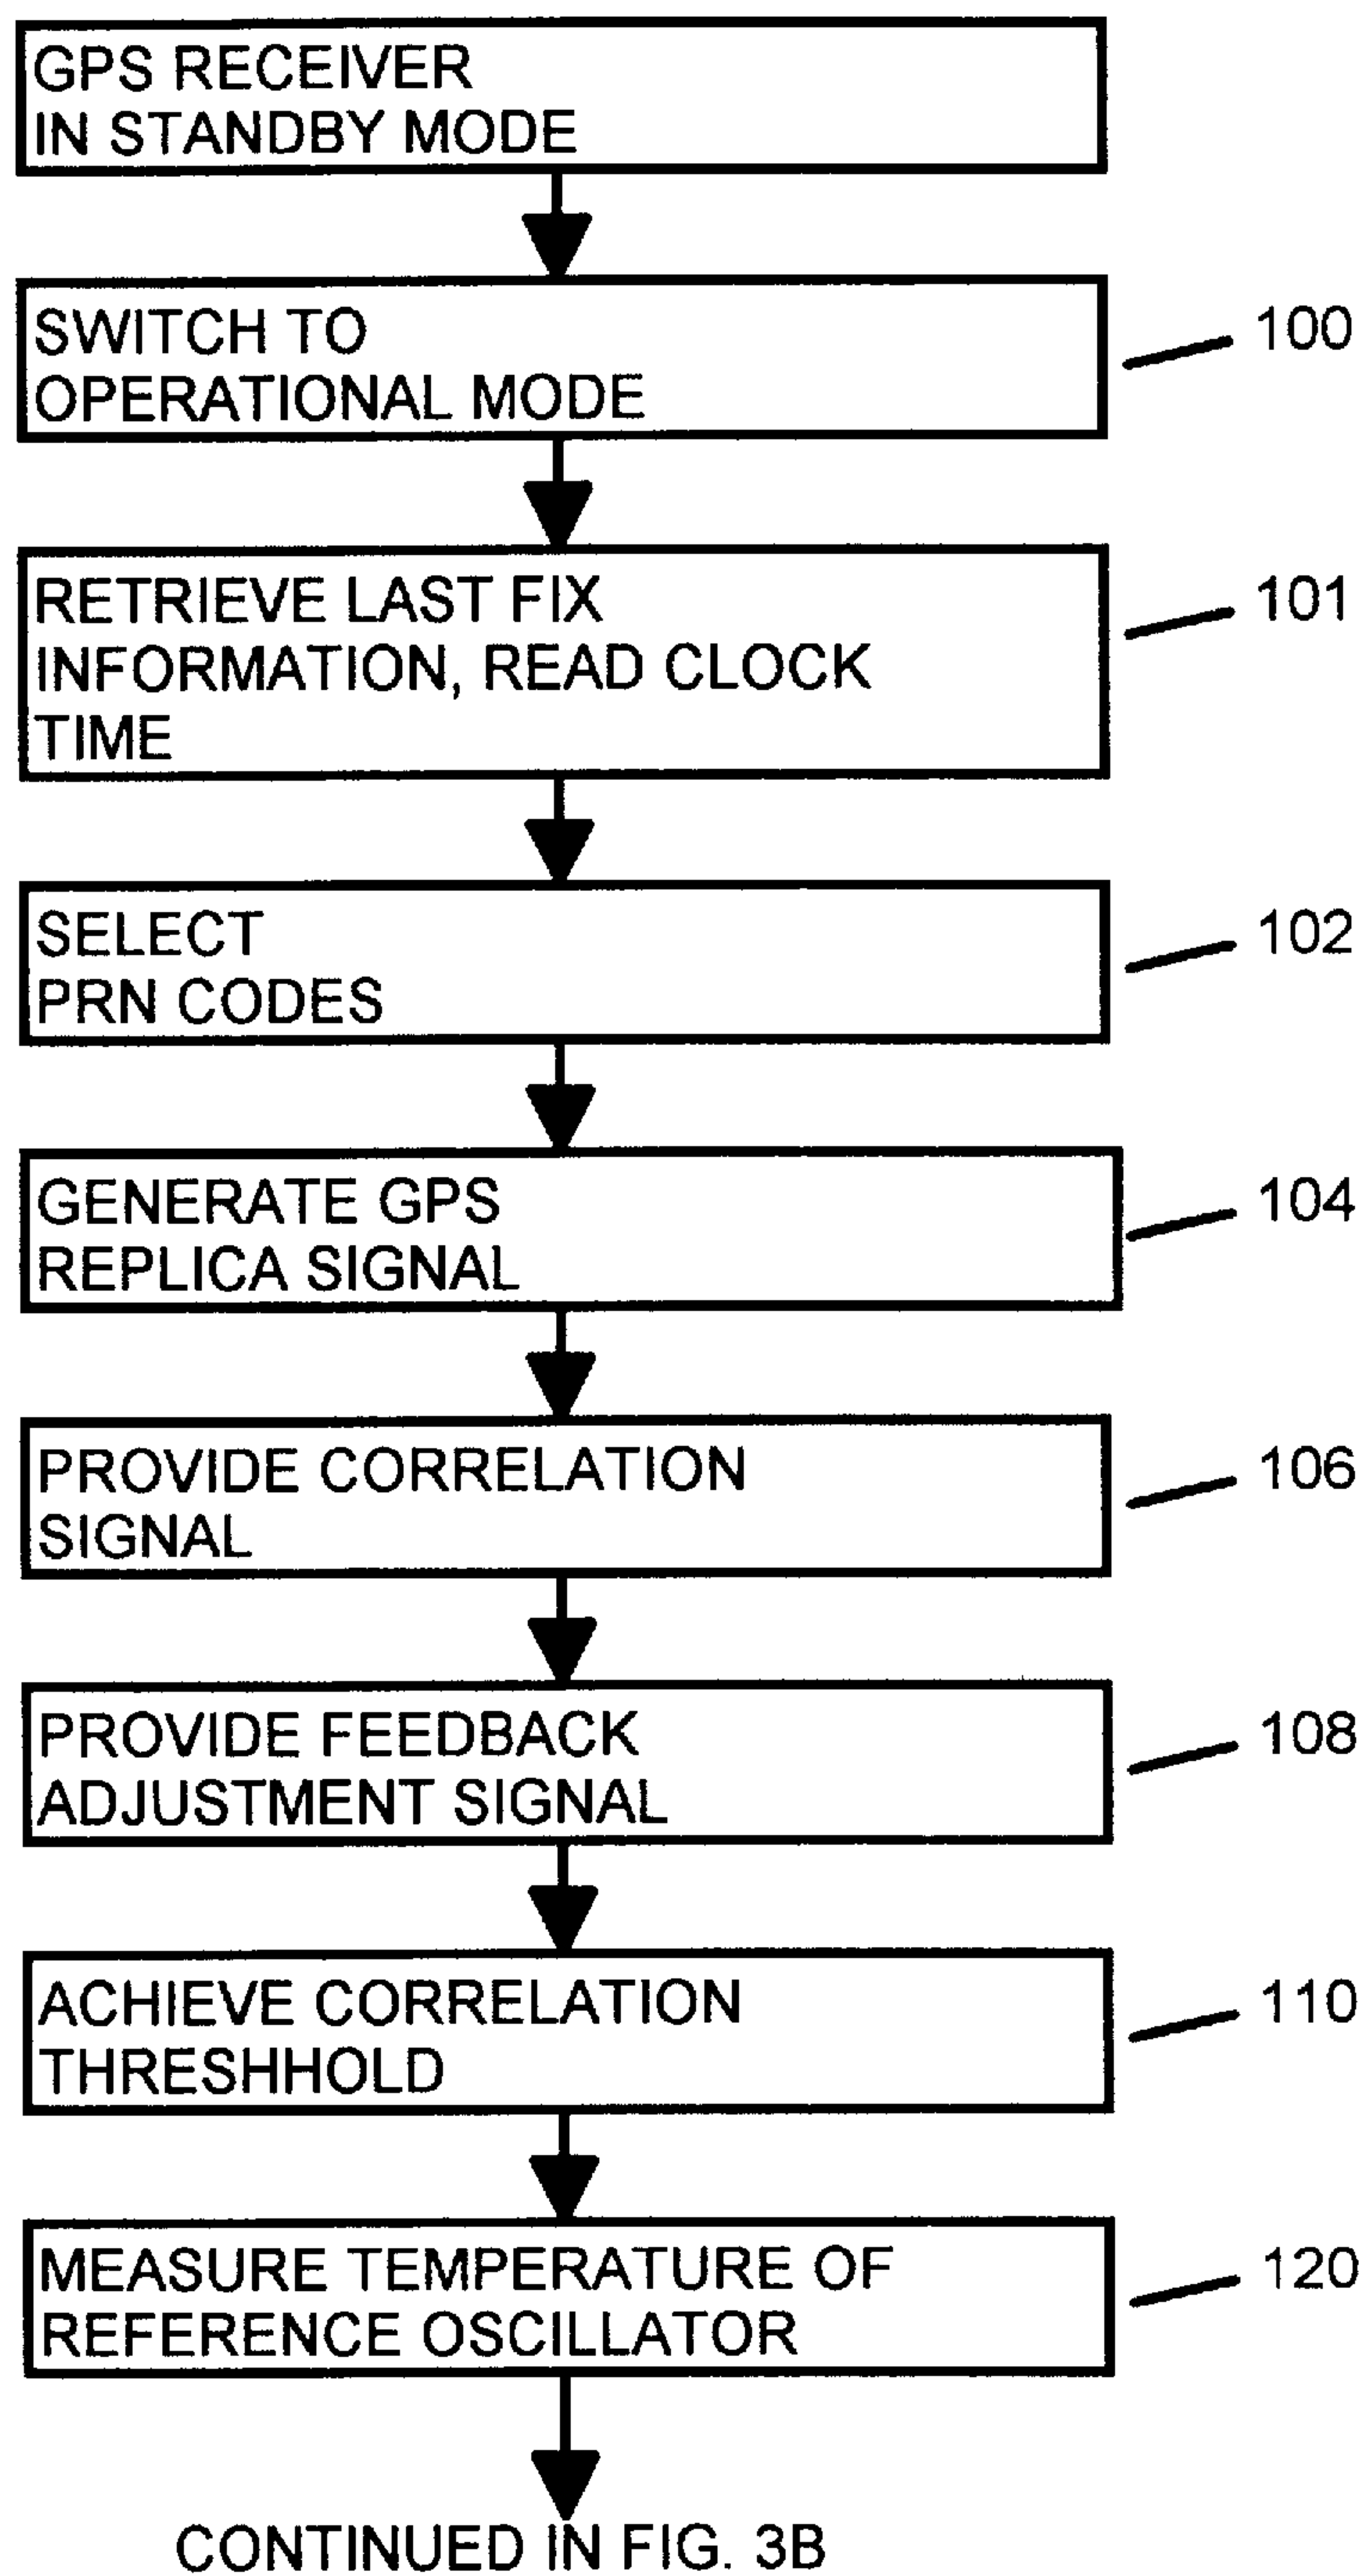 GPS RECEIVER
IN STANDBY MODE
SWITCH TO
OPERATIONAL MODE
100
RETRIEVE LAST FIX
INFORMATION, READ CLOCK
TIME
101
SELECT
PRN CODES
102
GENERATE GPS
REPLICA SIGNAL
104
PROVIDE CORRELATION
SIGNAL
106
PROVIDE FEEDBACK
ADJUSTMENT SIGNAL
108
ACHIEVE CORRELATION
THRESHHOLD
110
MEASURE TEMPERATURE OF
REFERENCE OSCILLATOR
120
CONTINUED IN FIG. 3B